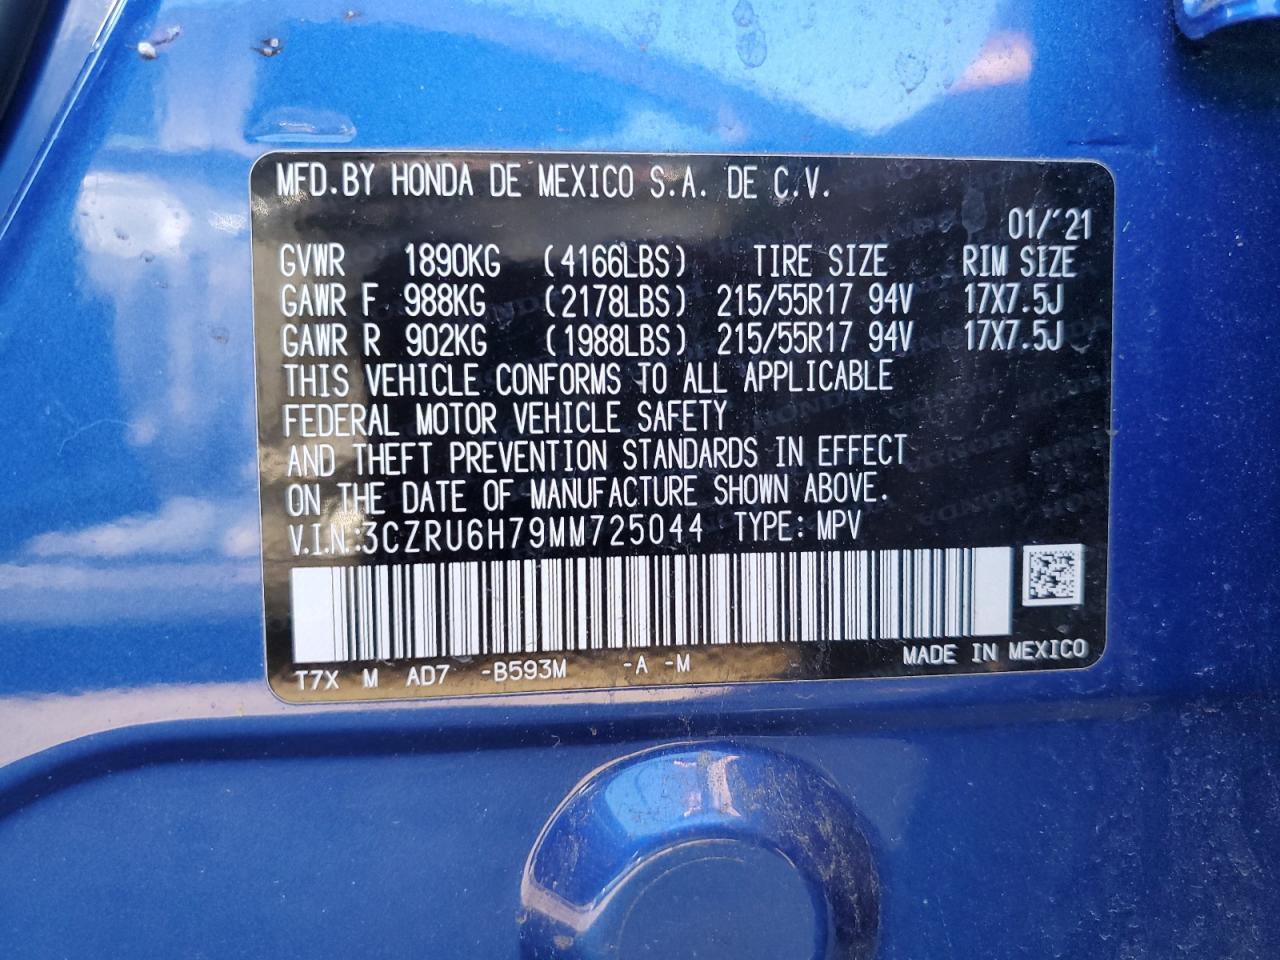 MFD.BY HONDA DE MEXICO S.A. DE C.V.
01/'21
GVWR 1890KG (4166LBS) TIRE SIZE RIM SIZE
GAWR F 988KG (2178LBS) 215/55R17 94V 17X7.5J
GAWR R 902KG (1988LBS) 215/55R17 94V 17X7.5J
THIS VEHICLE CONFORMS TO ALL APPLICABLE
FEDERAL MOTOR VEHICLE SAFETY
AND THEFT PREVENTION STANDARDS IN EFFECT
ON THE DATE OF MANUFACTURE SHOWN ABOVE.
V.I.N.:3CZRU6H79MM725044 TYPE: MPV
T7X M AD7 -B593M -A -M MADE IN MEXICO